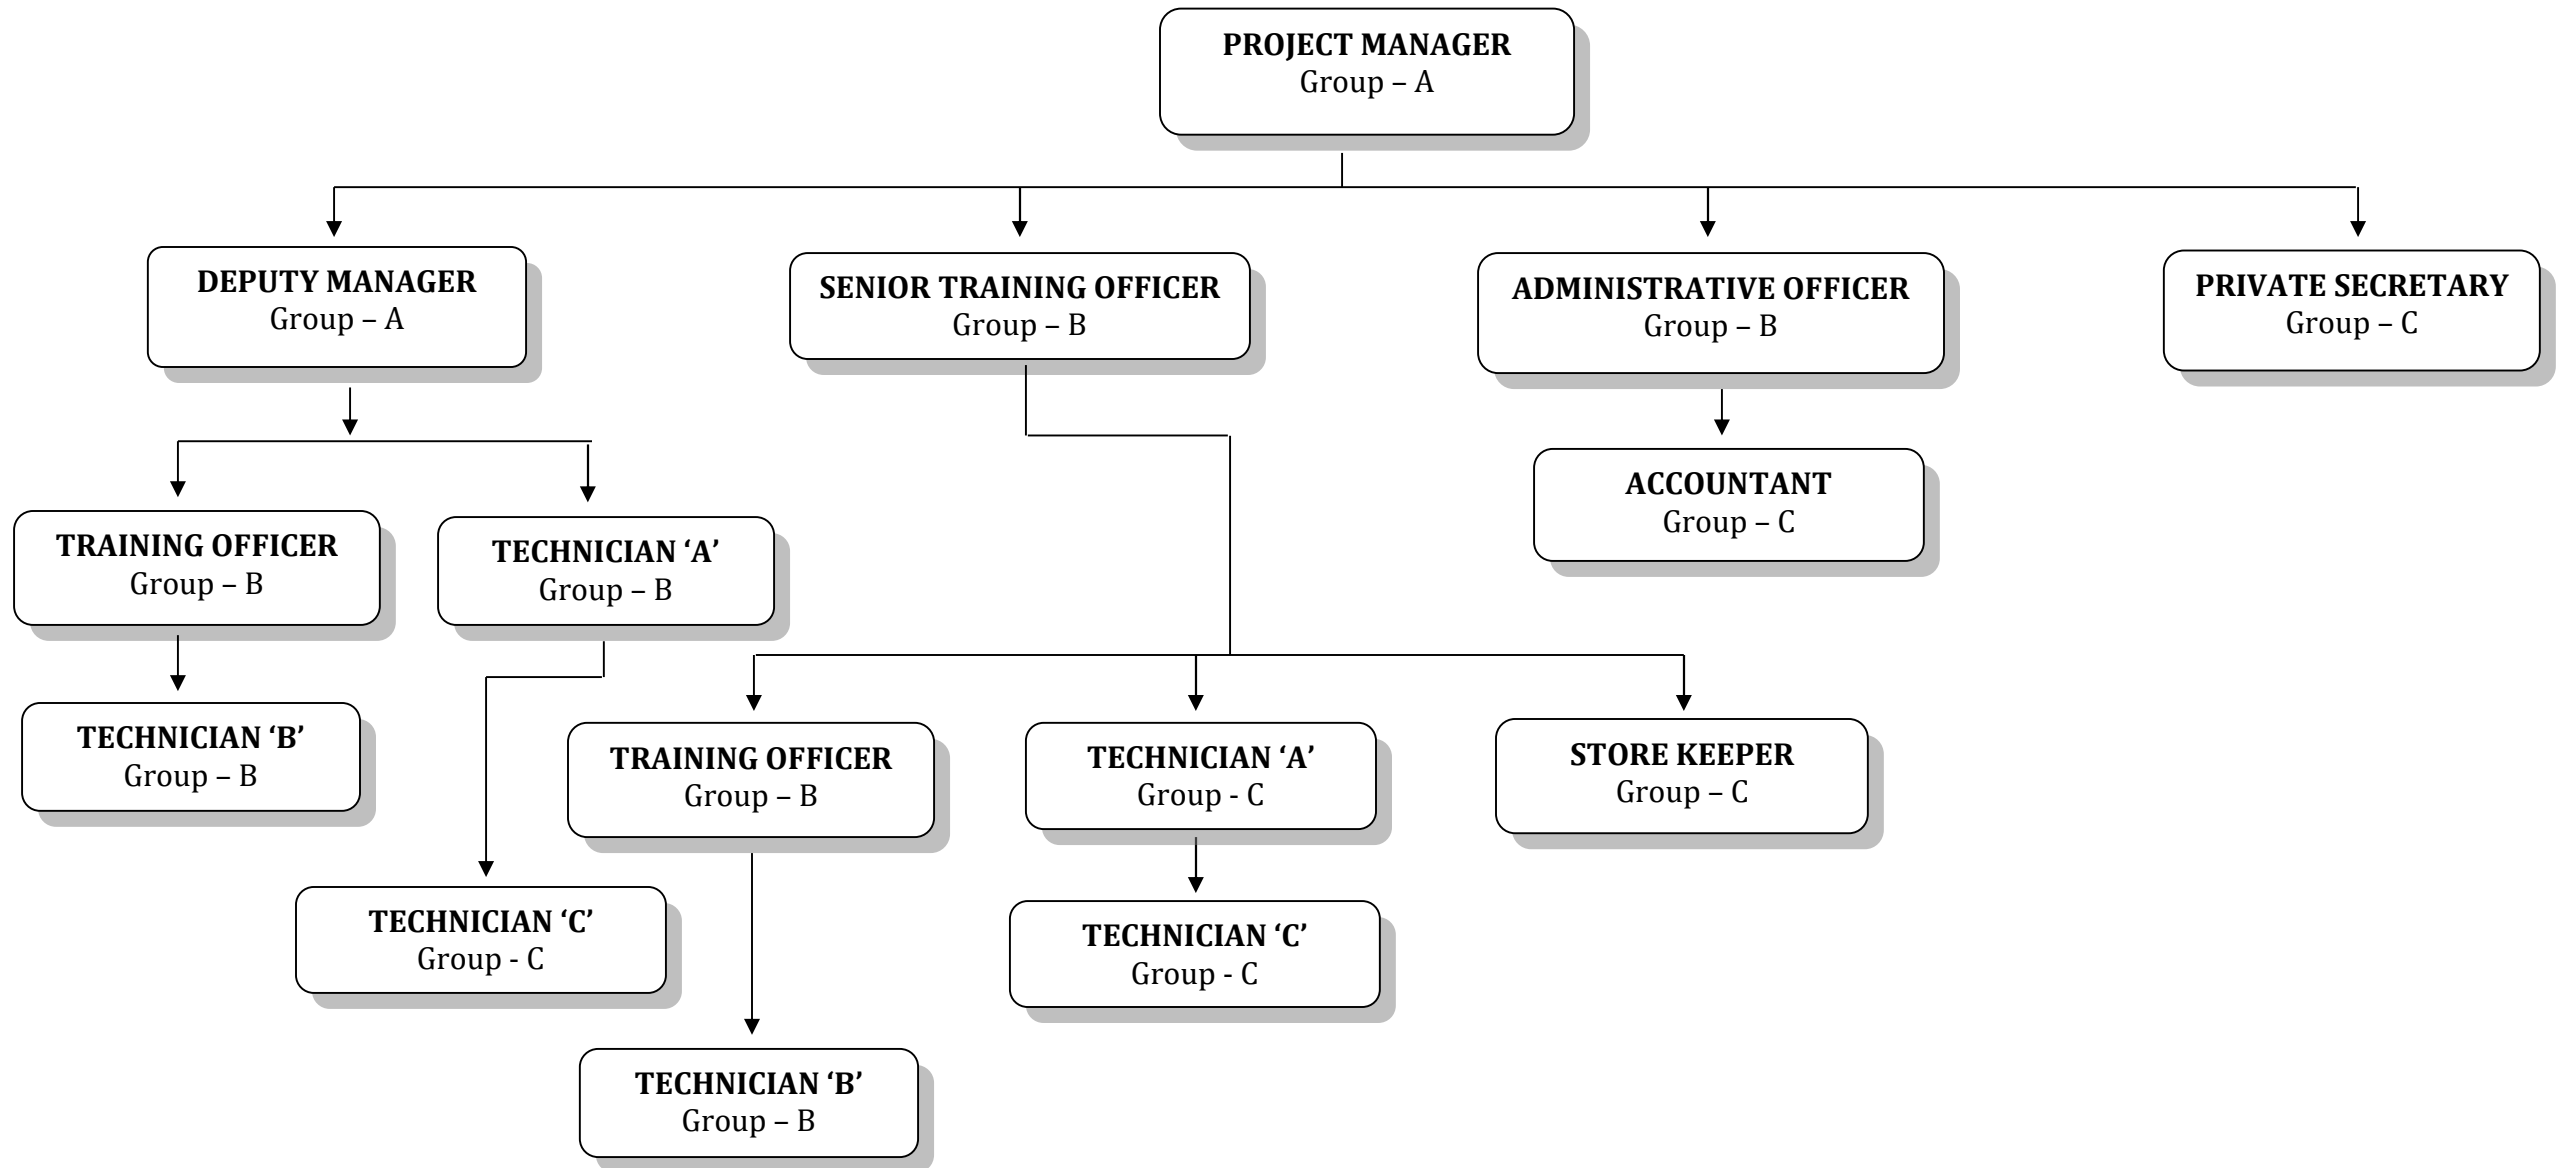 PROJECT MANAGER
Group – A
DEPUTY MANAGER
Group – A
SENIOR TRAINING OFFICER
Group – B
ADMINISTRATIVE OFFICER
Group – B
PRIVATE SECRETARY
Group – C
ACCOUNTANT
Group – C
TRAINING OFFICER
Group – B
TECHNICIAN ‘A’
Group – B
TECHNICIAN ‘B’
Group – B
TRAINING OFFICER
Group – B
TECHNICIAN ‘A’
Group - C
STORE KEEPER
Group – C
TECHNICIAN ‘C’
Group - C
TECHNICIAN ‘C’
Group - C
TECHNICIAN ‘B’
Group – B